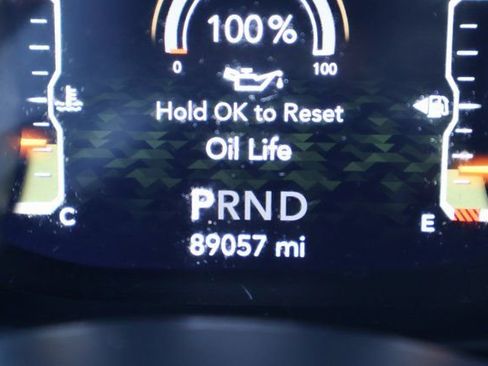 100%
0 100
Hold OK to Reset
Oil Life
PRND
C E
89057 mi